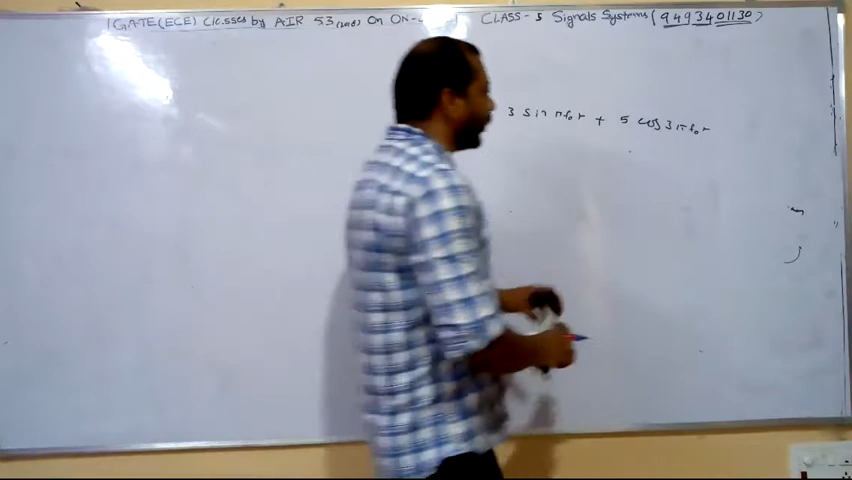 GATE(ECE) Classes by AIR 53 (2016) On ON- CLASS-5 Signals Systems (9493401130)
3 sin πf₀t + 5 cos 3πf₀t